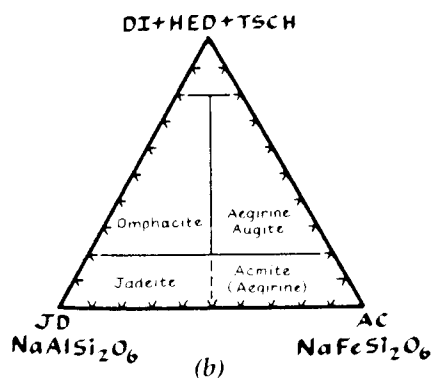 DI+HED+TSCH
Omphacite
Aegirine
Augite
Jadeite
Acmite
(Aegirine)
JD
AC
NaAlSi₂O₆
NaFeSi₂O₆
(b)